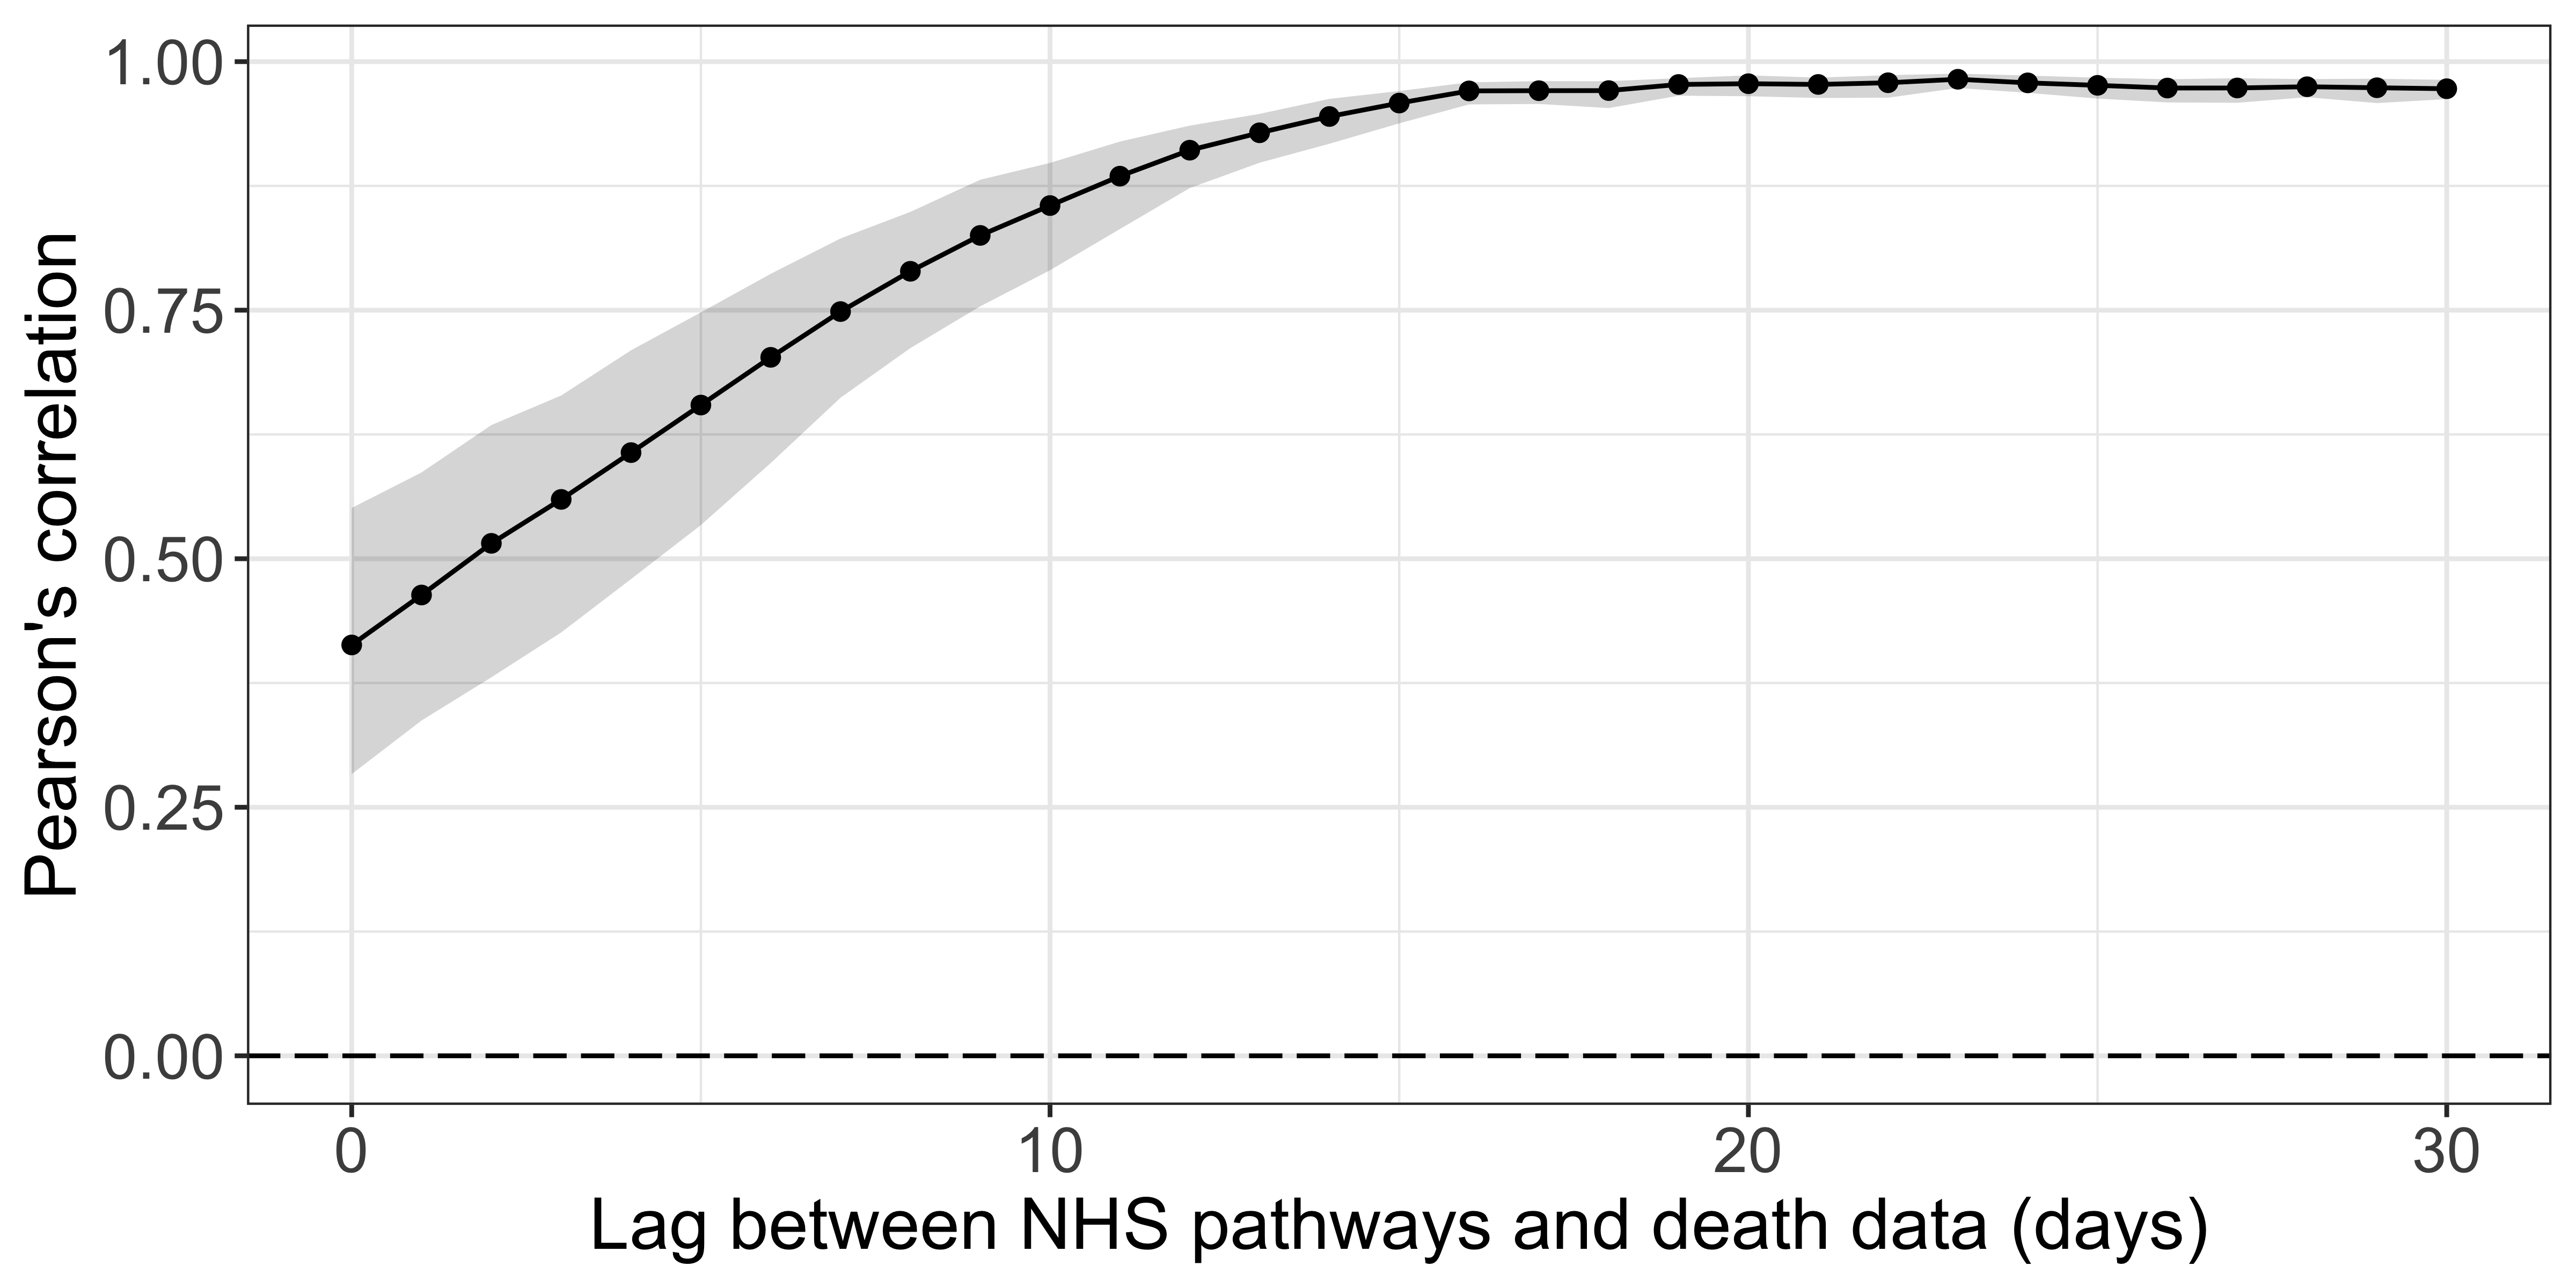 Pearson's correlation
1.00
0.75
0.50
0.25
0.00
0 10 20 30
Lag between NHS pathways and death data (days)